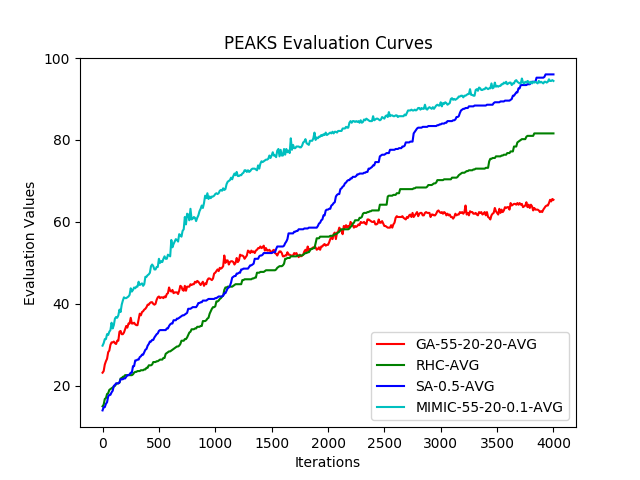 PEAKS Evaluation Curves
100
80
60
40
20
Evaluation Values
0 500 1000 1500 2000 2500 3000 3500 4000
Iterations
GA-55-20-20-AVG
RHC-AVG
SA-0.5-AVG
MIMIC-55-20-0.1-AVG